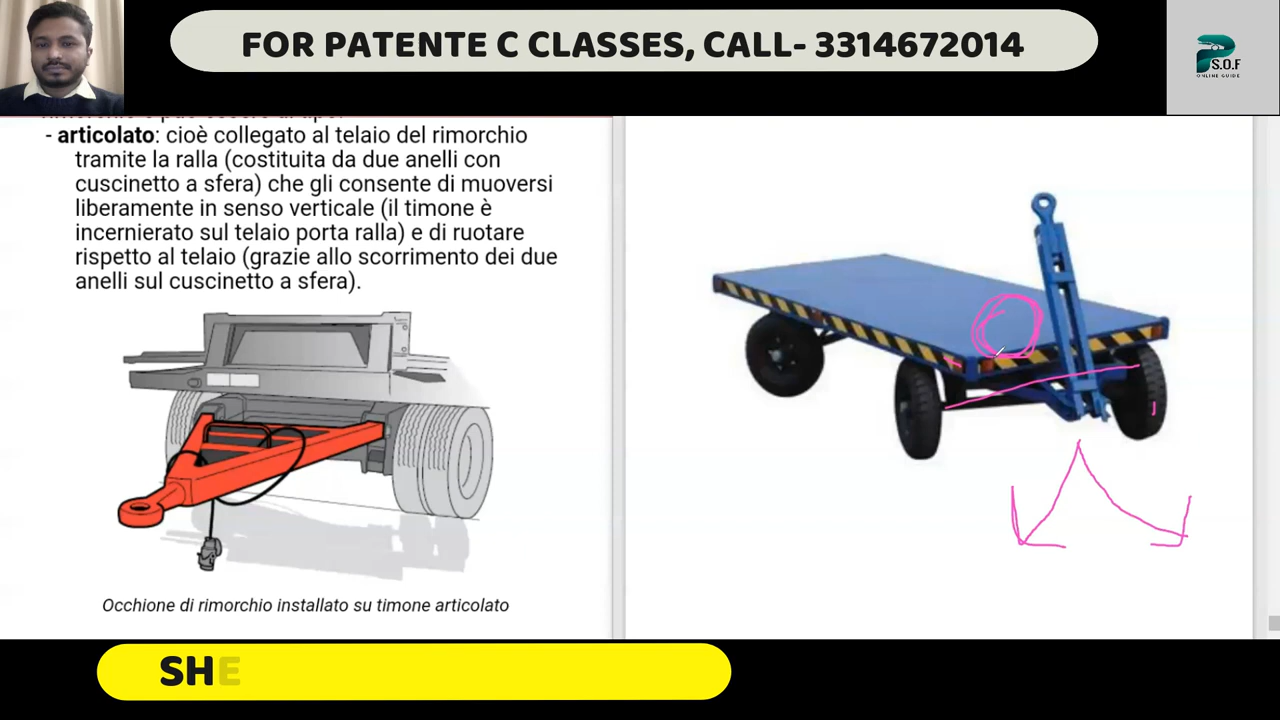 FOR PATENTE C CLASSES, CALL- 3314672014
S.O.F
ONLINE GUIDE
- articolato: cioè collegato al telaio del rimorchio
tramite la ralla (costituita da due anelli con
cuscinetto a sfera) che gli consente di muoversi
liberamente in senso verticale (il timone è
incernierato sul telaio porta ralla) e di ruotare
rispetto al telaio (grazie allo scorrimento dei due
anelli sul cuscinetto a sfera).
Occhione di rimorchio installato su timone articolato
SHE